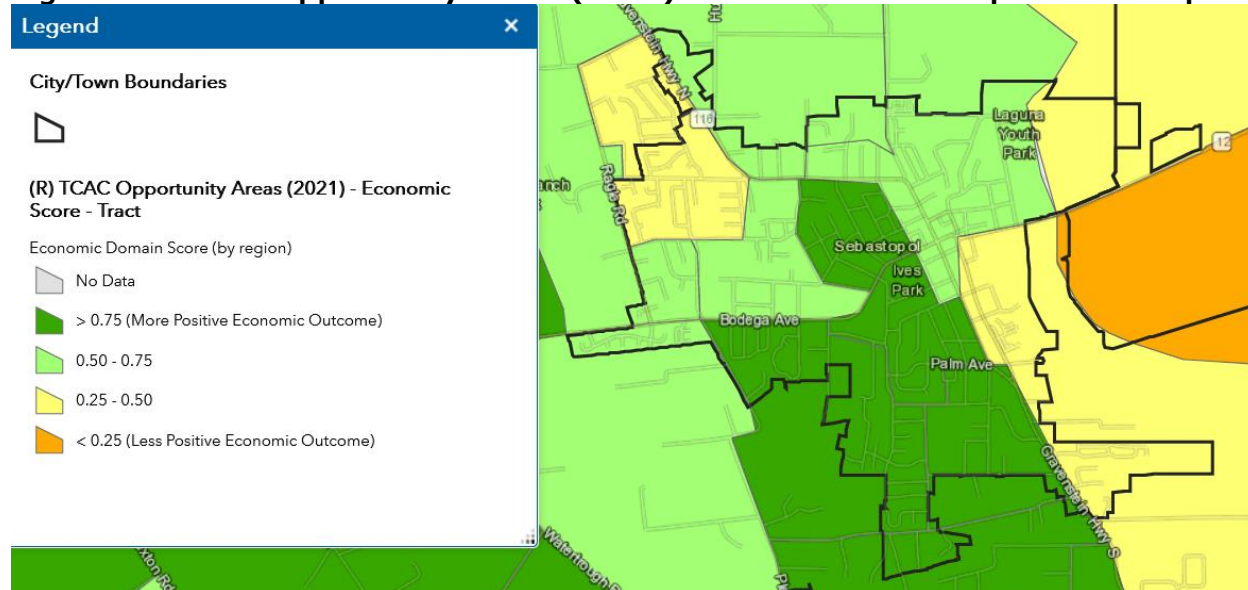 Legend
×
City/Town Boundaries
(R) TCAC Opportunity Areas (2021) - Economic
Score - Tract
Economic Domain Score (by region)
No Data
> 0.75 (More Positive Economic Outcome)
0.50 - 0.75
0.25 - 0.50
< 0.25 (Less Positive Economic Outcome)
116
Laguna
Youth
Park
12
Ragle Rd
Sebastopol
Ives
Park
Bodega Ave
Palm Ave
Gravenstein Hwy S